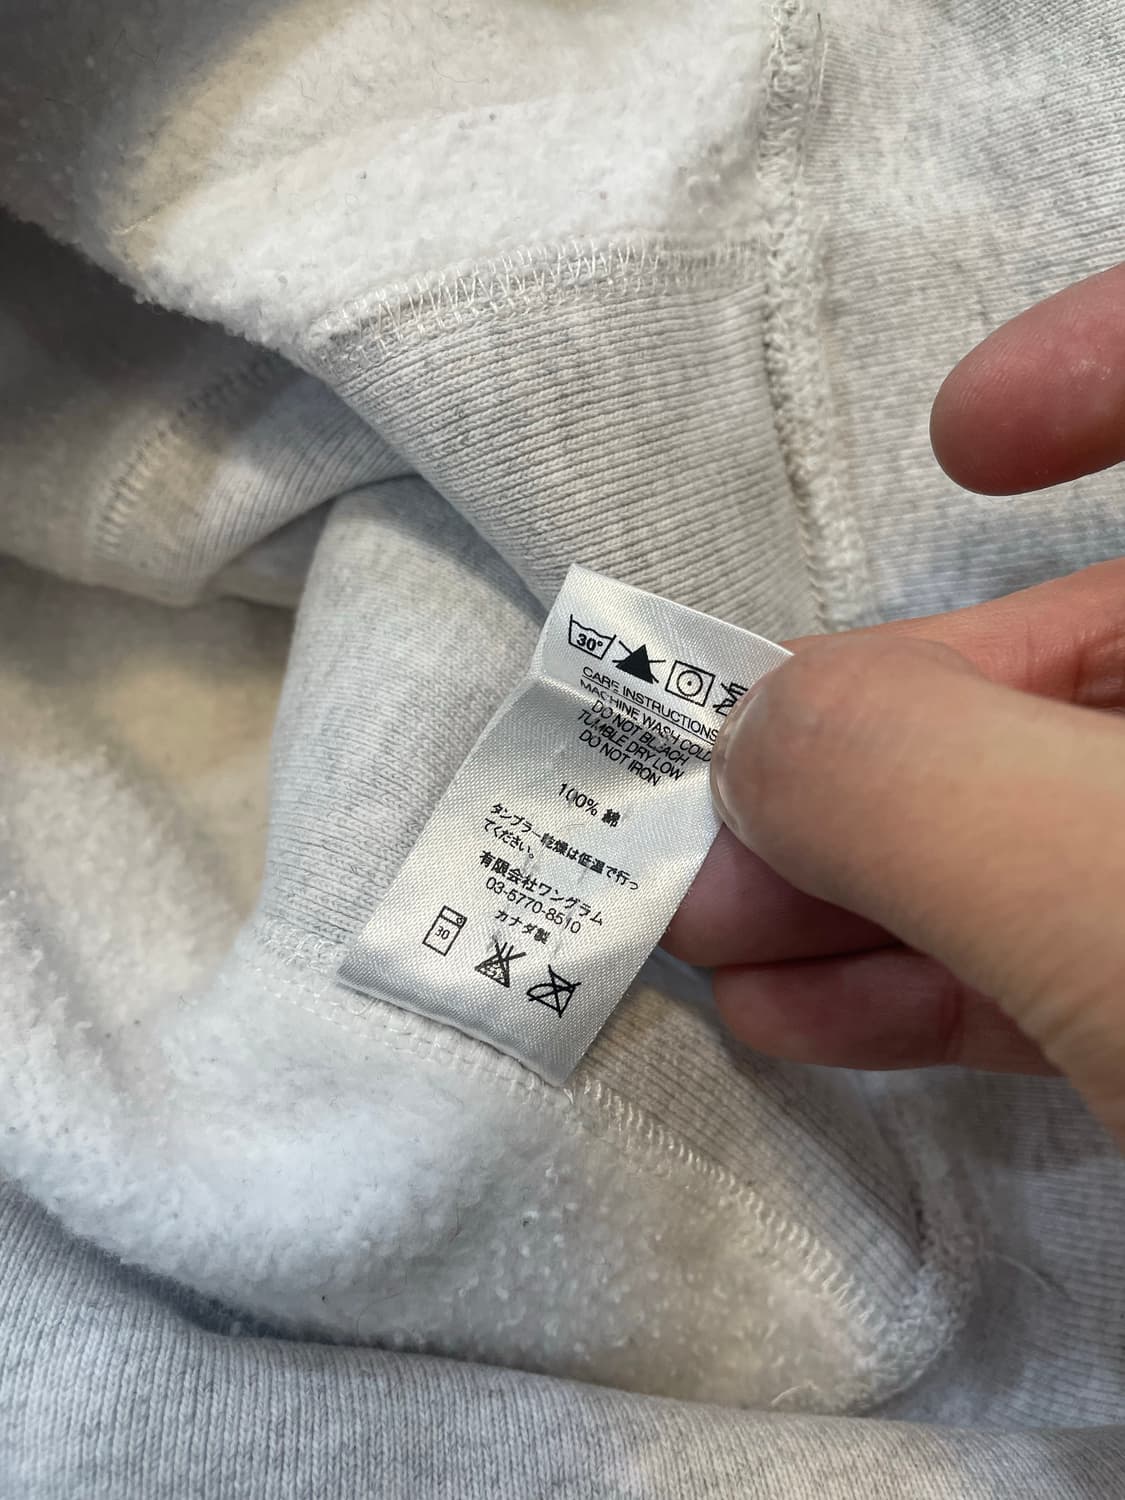 30°
CARE INSTRUCTIONS
MACHINE WASH COLD
DO NOT BLEACH
TUMBLE DRY LOW
DO NOT IRON
100% 綿
タンブラー乾燥は低温で行っ
てください。
有限会社ワングラム
03-5770-8510
カナダ製
30